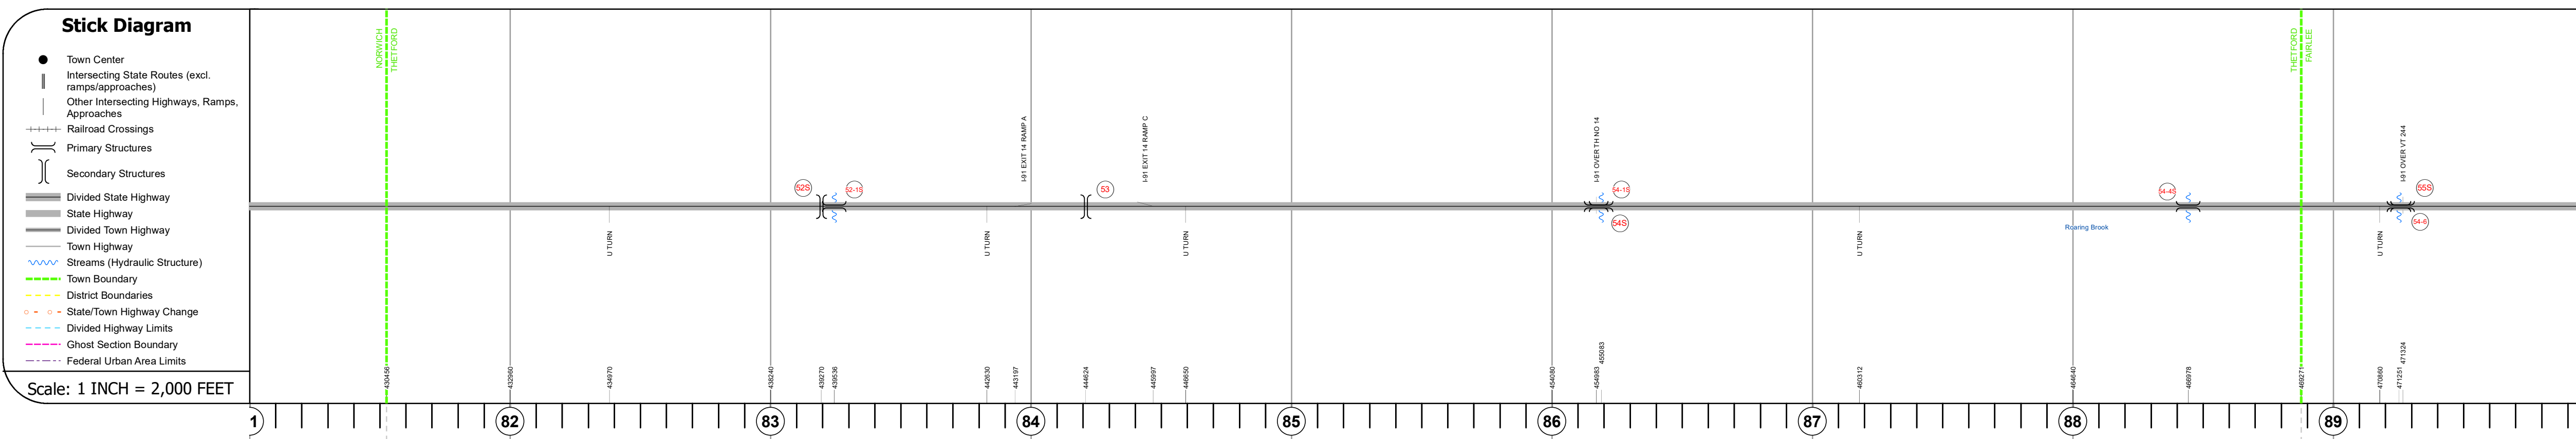 Stick Diagram
Town Center
Intersecting State Routes (excl.
ramps/approaches)
Other Intersecting Highways, Ramps,
Approaches
Railroad Crossings
Primary Structures
Secondary Structures
Divided State Highway
State Highway
Divided Town Highway
Town Highway
Streams (Hydraulic Structure)
Town Boundary
District Boundaries
State/Town Highway Change
Divided Highway Limits
Ghost Section Boundary
Federal Urban Area Limits
Scale: 1 INCH = 2,000 FEET
NORWICH
THETFORD
THETFORD
FAIRLEE
I-91 EXIT 14 RAMP A
I-91 EXIT 14 RAMP C
I-91 OVER TH NO 14
I-91 OVER VT 244
52S
52-1S
53
54-1S
54S
54-4S
55S
54-6
Roaring Brook
U TURN
U TURN
U TURN
U TURN
U TURN
430456
432960
434970
438240
439270
439536
442630
443197
444624
445997
446650
454080
454983
455083
460312
464640
466978
469271
470860
471251
471324
1
82
83
84
85
86
87
88
89